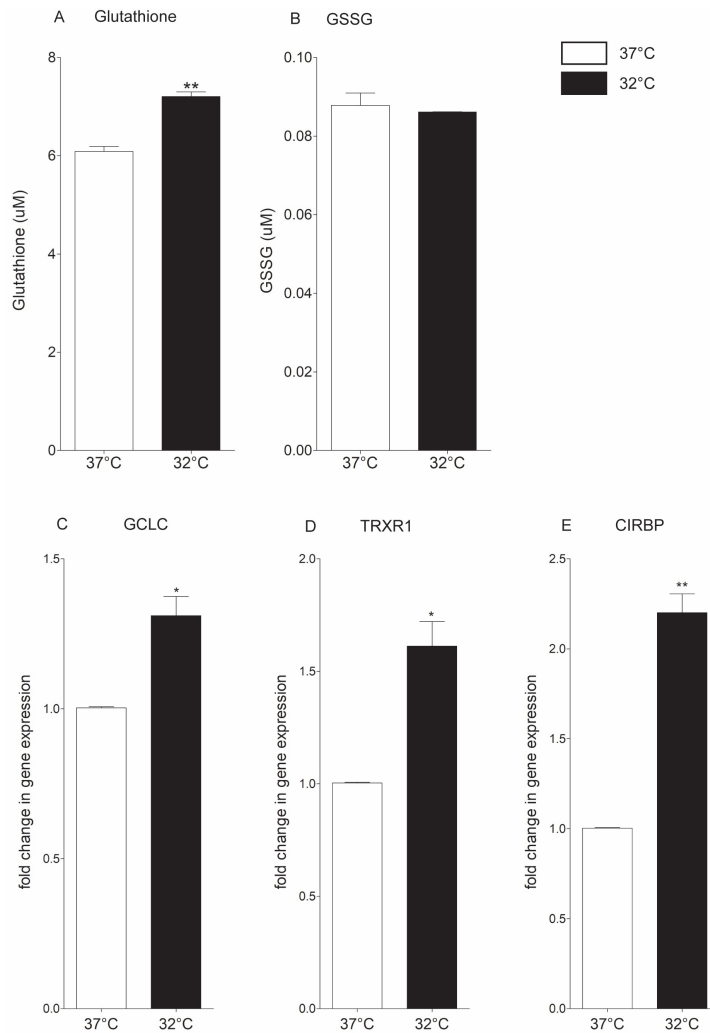 A Glutathione
B GSSG
37°C
32°C
8
6
4
2
0
Glutathione (uM)
**
37°C 32°C
0.10
0.08
0.06
0.04
0.02
0.00
GSSG (uM)
37°C 32°C
C GCLC
1.5
1.0
0.5
0.0
fold change in gene expression
*
37°C 32°C
D TRXR1
2.0
1.5
1.0
0.5
0.0
fold change in gene expression
*
37°C 32°C
E CIRBP
2.5
2.0
1.5
1.0
0.5
0.0
fold change in gene expression
**
37°C 32°C